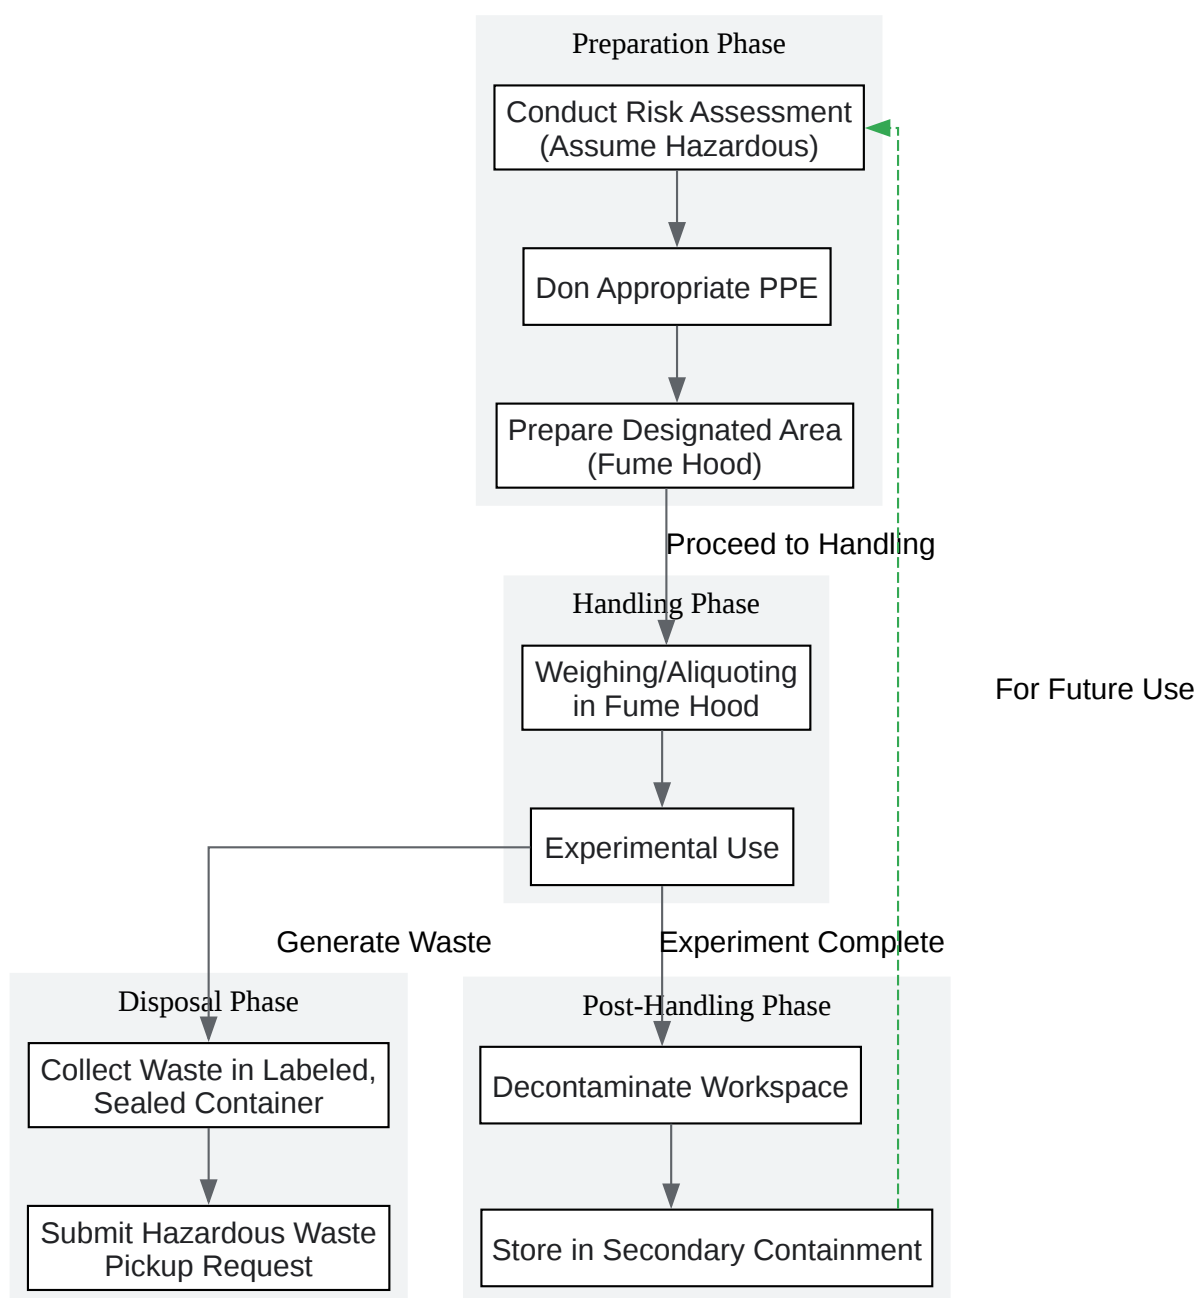 Preparation Phase
Conduct Risk Assessment
(Assume Hazardous)
Don Appropriate PPE
Prepare Designated Area
(Fume Hood)
Proceed to Handling
Handling Phase
Weighing/Aliquoting
in Fume Hood
For Future Use
Experimental Use
Generate Waste
Experiment Complete
Disposal Phase
Collect Waste in Labeled,
Sealed Container
Submit Hazardous Waste
Pickup Request
Post-Handling Phase
Decontaminate Workspace
Store in Secondary Containment